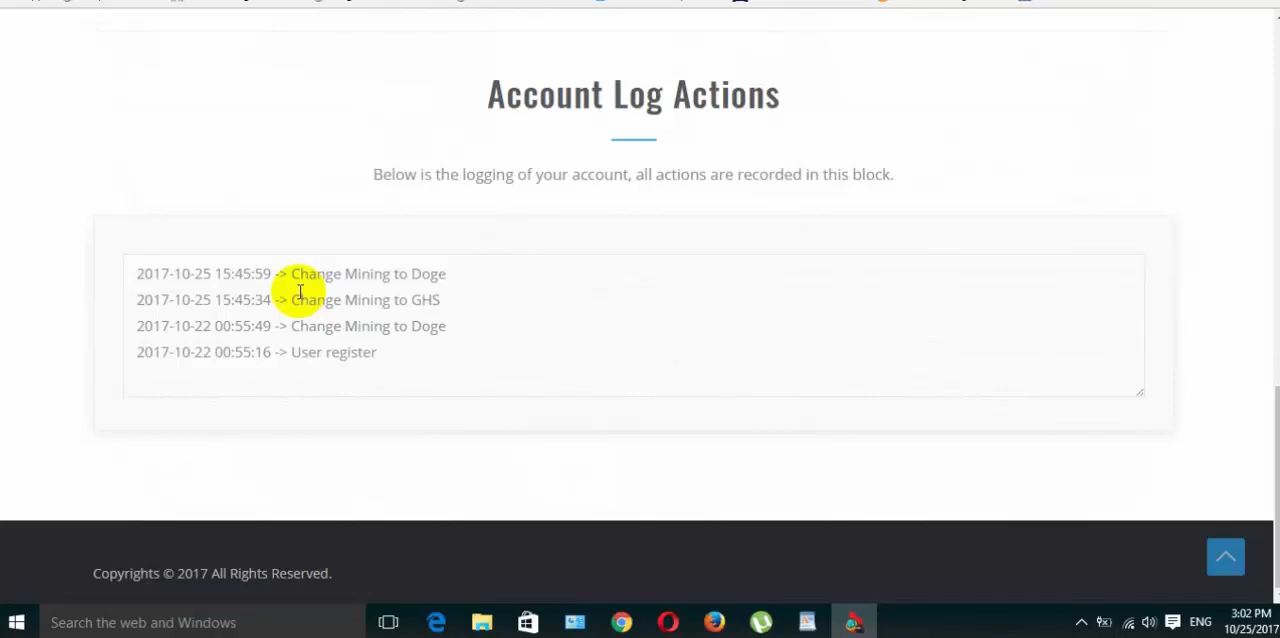 Account Log Actions
Below is the logging of your account, all actions are recorded in this block.
2017-10-25 15:45:59 -> Change Mining to Doge
2017-10-25 15:45:34 -> Change Mining to GHS
2017-10-22 00:55:49 -> Change Mining to Doge
2017-10-22 00:55:16 -> User register
Copyrights © 2017 All Rights Reserved.
Search the web and Windows
ENG
3:02 PM
10/25/2017